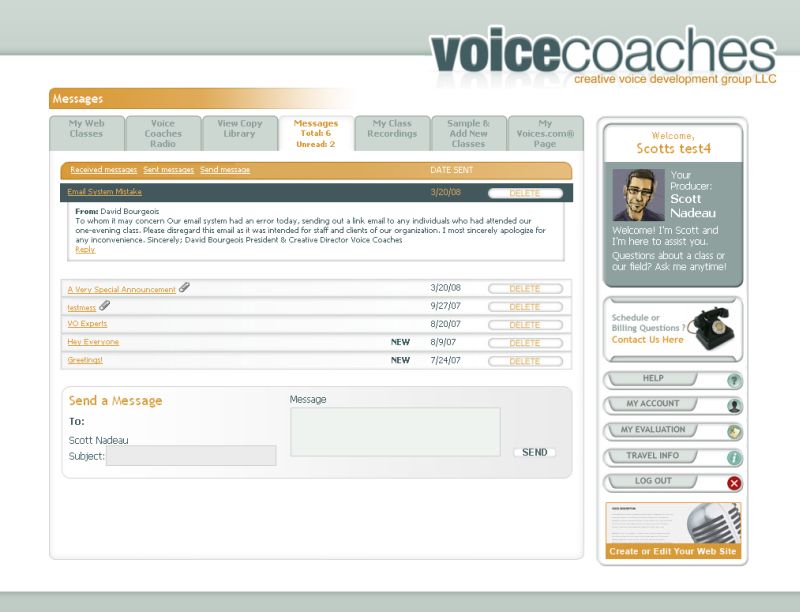 voicecoaches
creative voice development group LLC
Messages
My Web Classes
Voice Coaches Radio
View Copy Library
Messages
Total: 6
Unread: 2
My Class Recordings
Sample & Add New Classes
My Voices.com® Page
Received messages Sent messages Send message DATE SENT
Email System Mistake 3/20/08 DELETE
From: David Bourgeois
To whom it may concern Our email system had an error today, sending out a link email to any individuals who had attended our
one-evening class. Please disregard this email as it was intended for staff and clients of our organization. I most sincerely apologize for
any inconvenience. Sincerely; David Bourgeois President & Creative Director Voice Coaches
Reply
A Very Special Announcement 3/20/08 DELETE
testmess 9/27/07 DELETE
VO Experts 8/20/07 DELETE
Hey Everyone NEW 8/9/07 DELETE
Greetings! NEW 7/24/07 DELETE
Send a Message
To:
Scott Nadeau
Subject:
Message
SEND
Welcome,
Scotts test4
Your
Producer:
Scott
Nadeau
Welcome! I'm Scott and
I'm here to assist you.
Questions about a class or
our field? Ask me anytime!
Schedule or
Billing Questions ?
Contact Us Here
HELP
MY ACCOUNT
MY EVALUATION
TRAVEL INFO
LOG OUT
Create or Edit Your Web Site